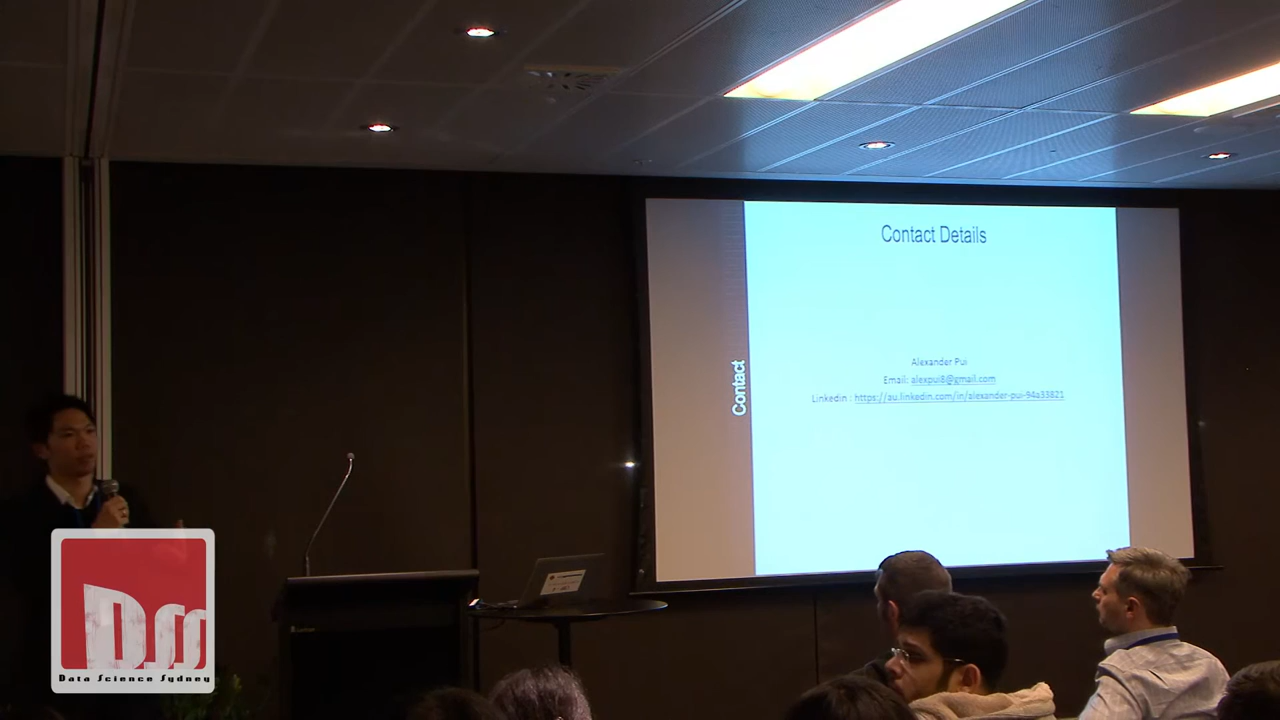 Contact Details
Contact
Alexander Pui
Email: alexpui8@gmail.com
Linkedin : https://au.linkedin.com/in/alexander-pui-94a33821
DSS
Data Science Sydney